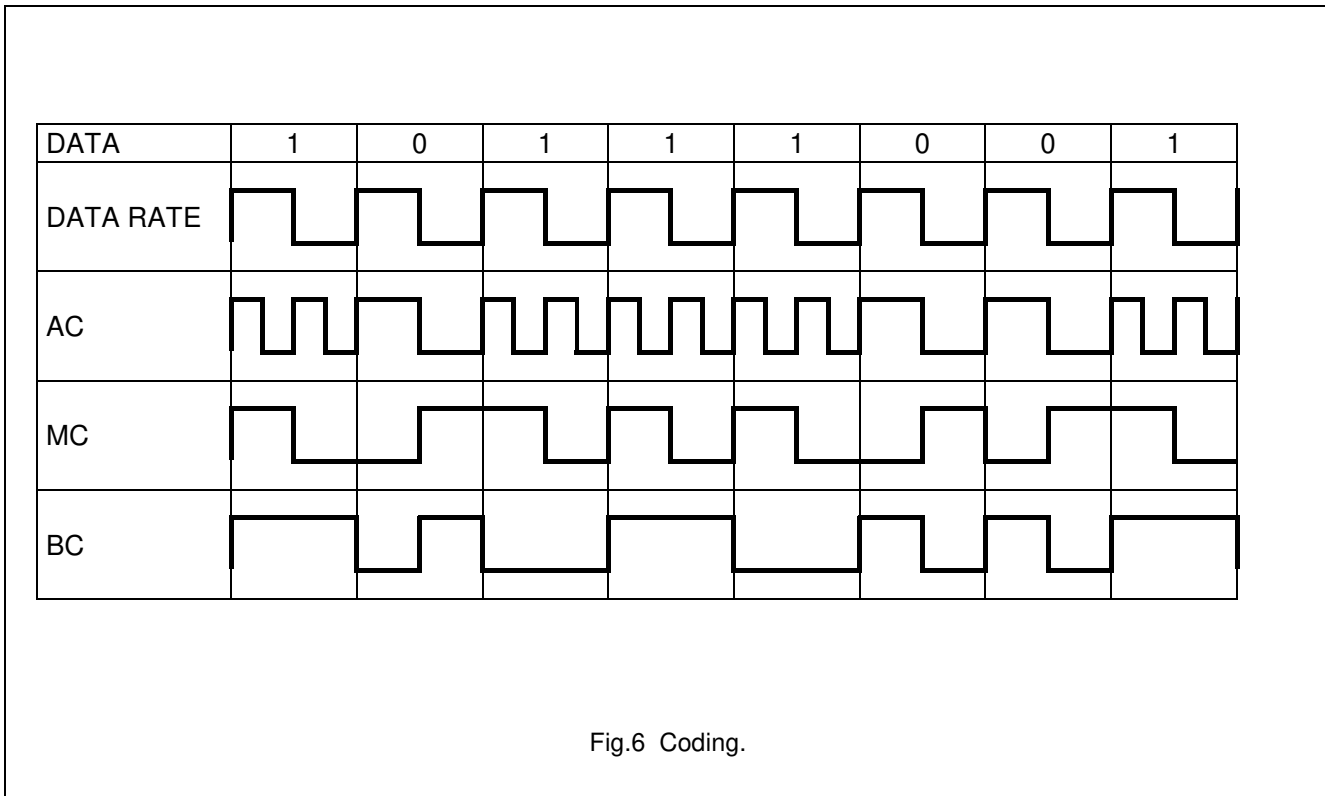 DATA 1 0 1 1 1 0 0 1
DATA RATE
AC
MC
BC
Fig.6 Coding.